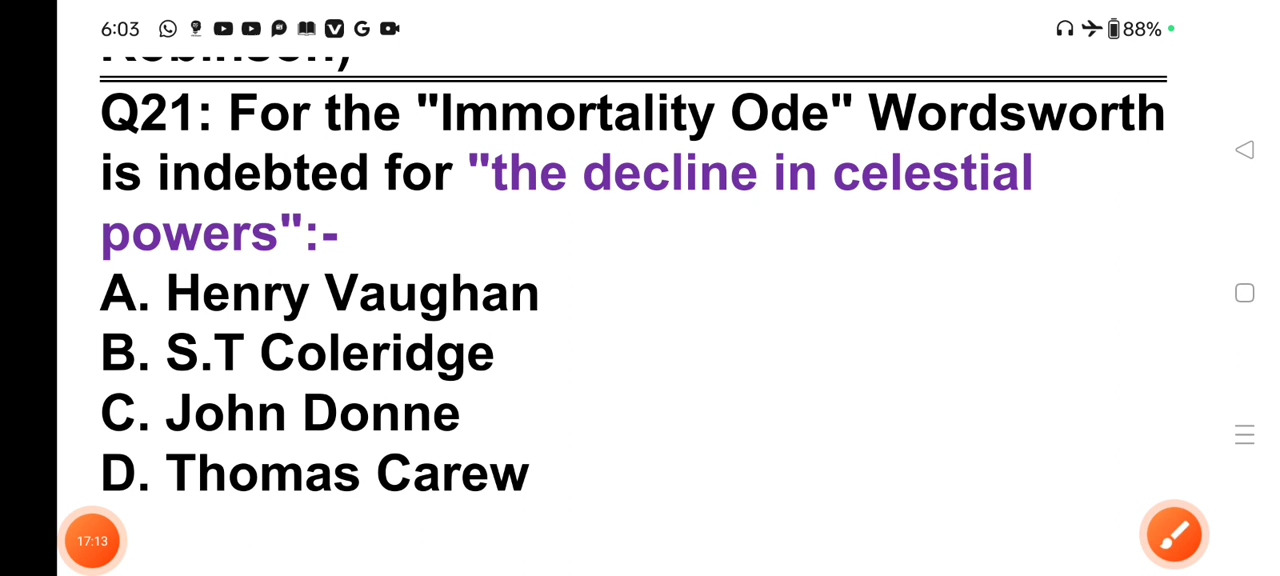 6:03 88%
Q21: For the "Immortality Ode" Wordsworth
is indebted for "the decline in celestial
powers":-
A. Henry Vaughan
B. S.T Coleridge
C. John Donne
D. Thomas Carew
17:13